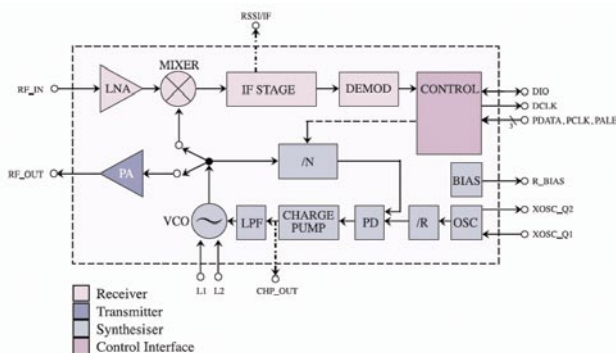 RSSI/IF
MIXER
RF_IN
LNA
IF STAGE
DEMOD
CONTROL
DIO
DCLK
PDATA, PCLK, PALE
3
/N
RF_OUT
PA
BIAS
R_BIAS
VCO
LPF
CHARGE
PUMP
PD
/R
OSC
XOSC_Q2
XOSC_Q1
L1
L2
CHP_OUT
Receiver
Transmitter
Synthesiser
Control Interface